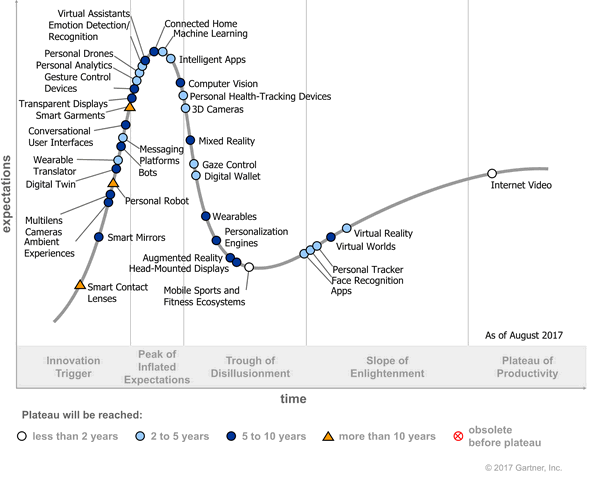 Virtual Assistants
Emotion Detection/
Recognition
Connected Home
Machine Learning
Intelligent Apps
Personal Drones
Personal Analytics
Gesture Control
Devices
Computer Vision
Personal Health-Tracking Devices
3D Cameras
Transparent Displays
Smart Garments
Conversational
User Interfaces
Mixed Reality
Messaging
Platforms
Bots
Wearable
Translator
Digital Twin
Gaze Control
Digital Wallet
Internet Video
Personal Robot
Multilens
Cameras
Ambient
Experiences
Smart Mirrors
Wearables
Personalization
Engines
Virtual Reality
Virtual Worlds
Augmented Reality
Head-Mounted Displays
Personal Tracker
Face Recognition
Apps
Smart Contact
Lenses
Mobile Sports and
Fitness Ecosystems
As of August 2017
expectations
Innovation
Trigger
Peak of
Inflated
Expectations
Trough of
Disillusionment
Slope of
Enlightenment
Plateau of
Productivity
time
Plateau will be reached:
less than 2 years
2 to 5 years
5 to 10 years
more than 10 years
obsolete
before plateau
© 2017 Gartner, Inc.